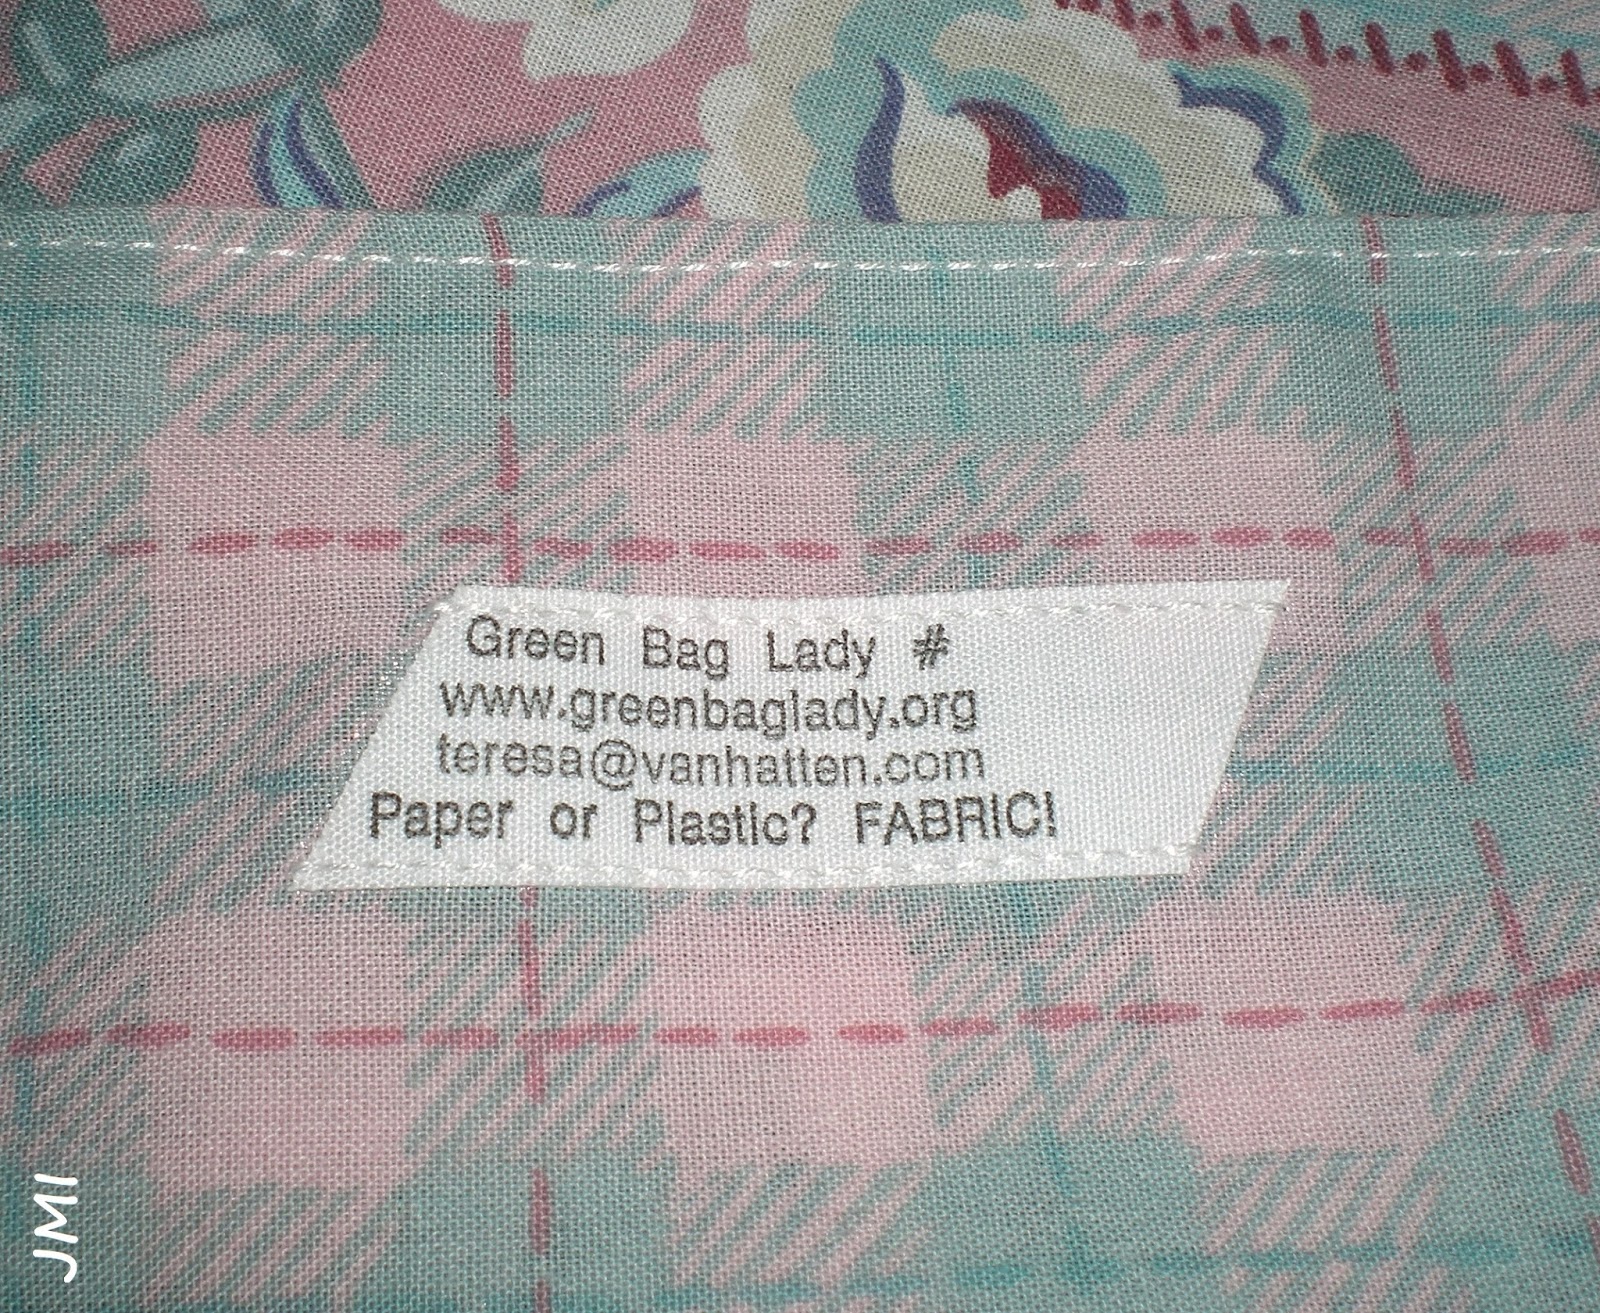 Green Bag Lady #
www.greenbaglady.org
teresa@vanhatten.com
Paper or Plastic? FABRIC!
JMI